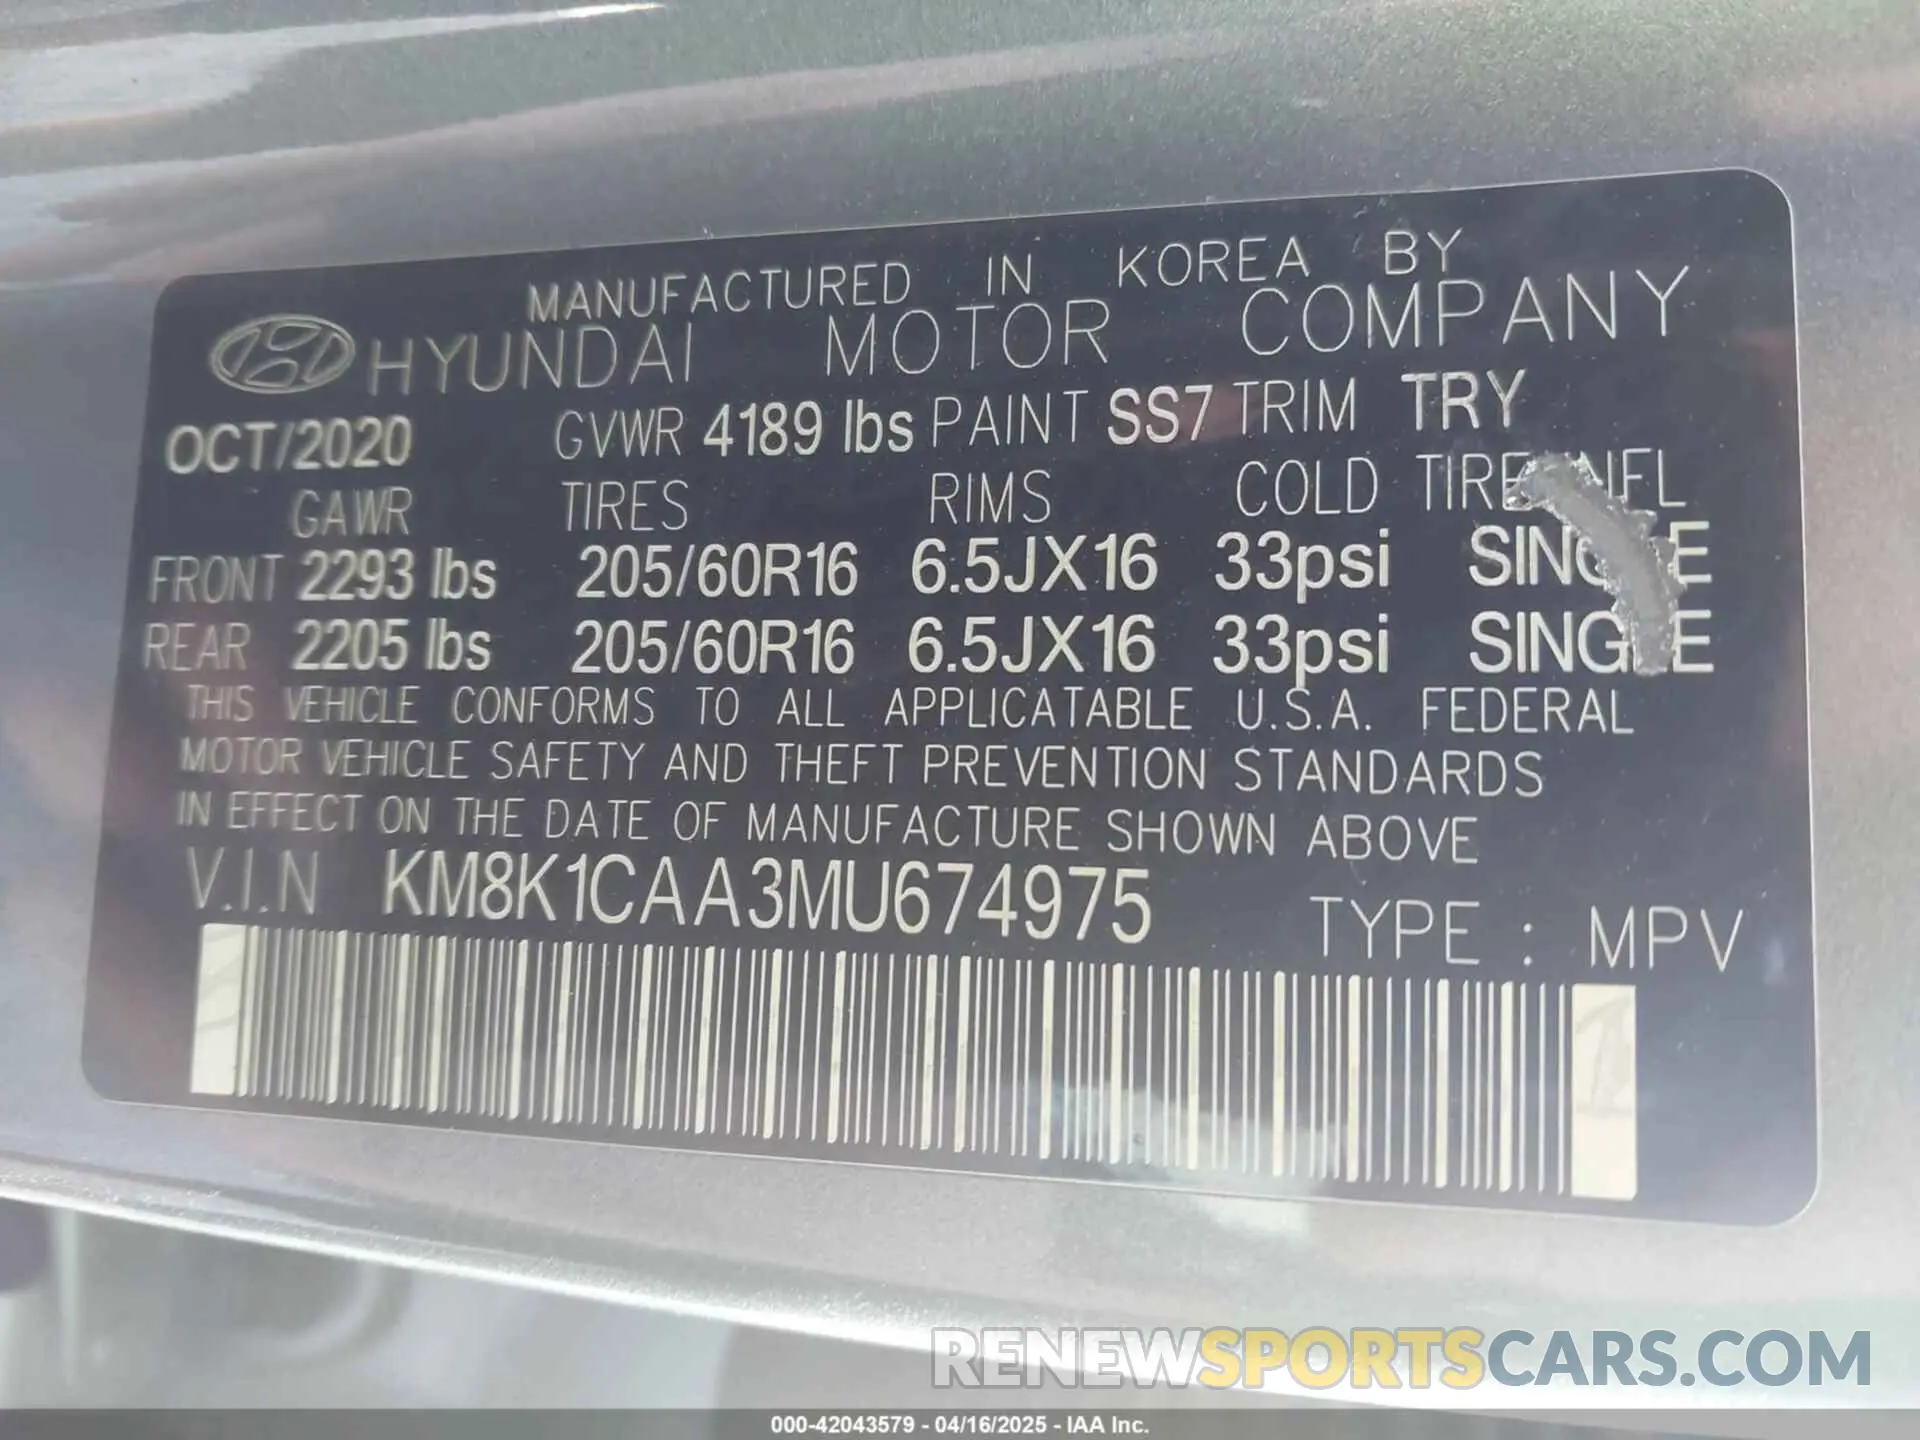 MANUFACTURED IN KOREA BY
HYUNDAI MOTOR COMPANY
OCT/2020 GVWR 4189 lbs PAINT SS7 TRIM TRY
GAWR TIRES RIMS COLD
FRONT 2293 lbs 205/60R16 6.5JX16 33psi
REAR 2205 lbs 205/60R16 6.5JX16 33psi SINGLE
THIS VEHICLE CONFORMS TO ALL APPLICATABLE U.S.A. FEDERAL
MOTOR VEHICLE SAFETY AND THEFT PREVENTION STANDARDS
IN EFFECT ON THE DATE OF MANUFACTURE SHOWN ABOVE
V.I.N KM8K1CAA3MU674975 TYPE : MPV
RENEWSPORTSCARS.COM
000-42043579 - 04/16/2025 - IAA Inc.